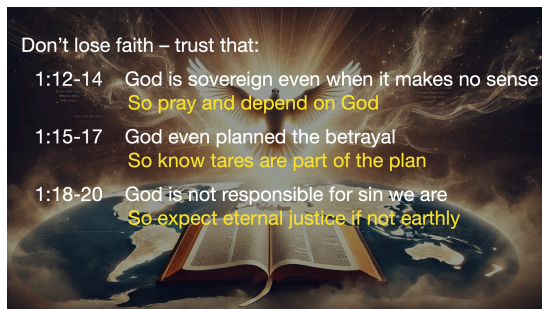 Don't lose faith – trust that:
1:12-14 God is sovereign even when it makes no sense
So pray and depend on God
1:15-17 God even planned the betrayal
So know tares are part of the plan
1:18-20 God is not responsible for sin we are
So expect eternal justice if not earthly